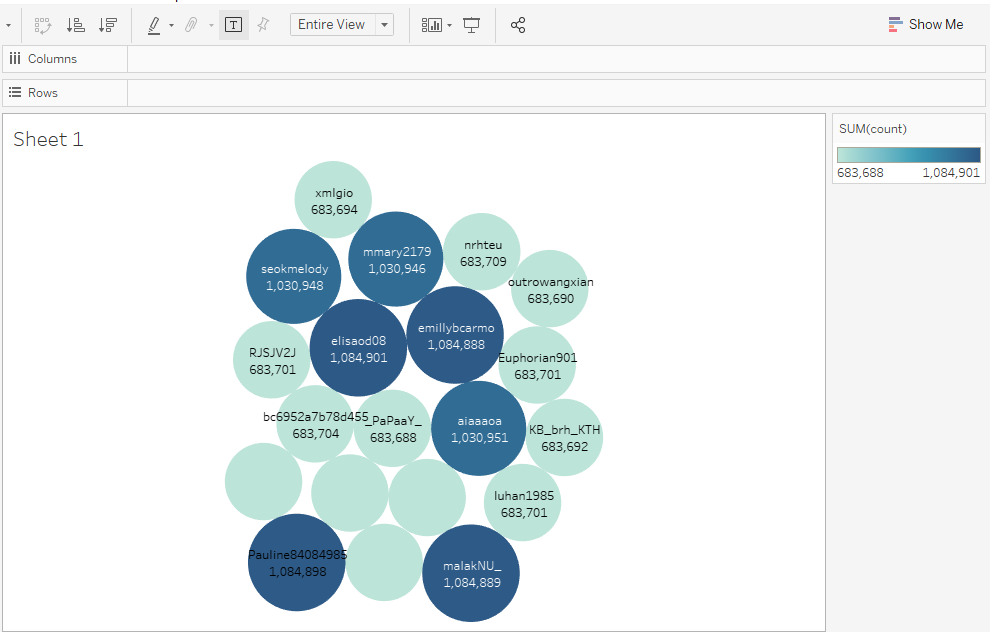 Entire View
Show Me
Columns
Rows
Sheet 1
SUM(count)
683,688 1,084,901
xmlgio
683,694
mmary2179
1,030,946
nrhteu
683,709
seokmelody
1,030,948
outrowangxian
683,690
elisaod08
1,084,901
emillybcarmo
1,084,888
RJSJV2J
683,701
Euphorian901
683,701
bc6952a7b78d455
683,704
_PaPaaY_
683,688
aiaaaoa
1,030,951
KB_brh_KTH
683,692
luhan1985
683,701
Pauline84084985
1,084,898
malakNU_
1,084,889